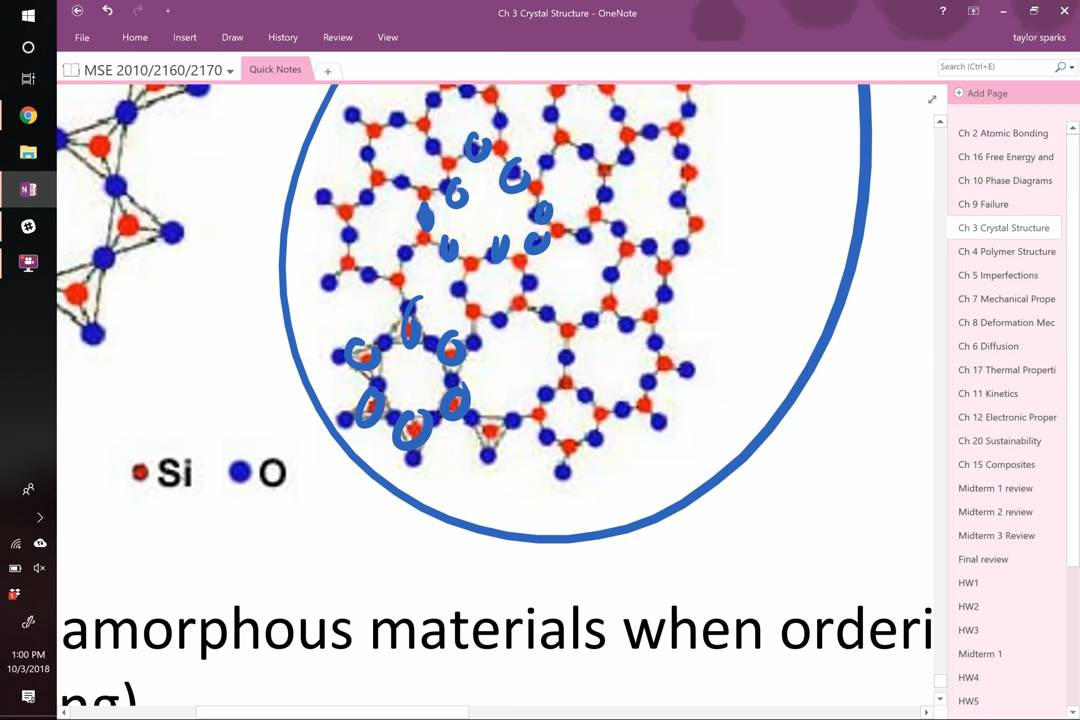 Ch 3 Crystal Structure - OneNote
?
File Home Insert Draw History Review View
taylor sparks
MSE 2010/2160/2170
Quick Notes
+
Search (Ctrl+E)
Add Page
Ch 2 Atomic Bonding
Ch 16 Free Energy and
Ch 10 Phase Diagrams
Ch 9 Failure
Ch 3 Crystal Structure
Ch 4 Polymer Structure
Ch 5 Imperfections
Ch 7 Mechanical Prope
Ch 8 Deformation Mec
Ch 6 Diffusion
Ch 17 Thermal Properti
Ch 11 Kinetics
Ch 12 Electronic Proper
Ch 20 Sustainability
Ch 15 Composites
Midterm 1 review
Midterm 2 review
Midterm 3 Review
Final review
HW1
HW2
HW3
Midterm 1
HW4
HW5
Si O
amorphous materials when orderi
ng)
1:00 PM
10/3/2018